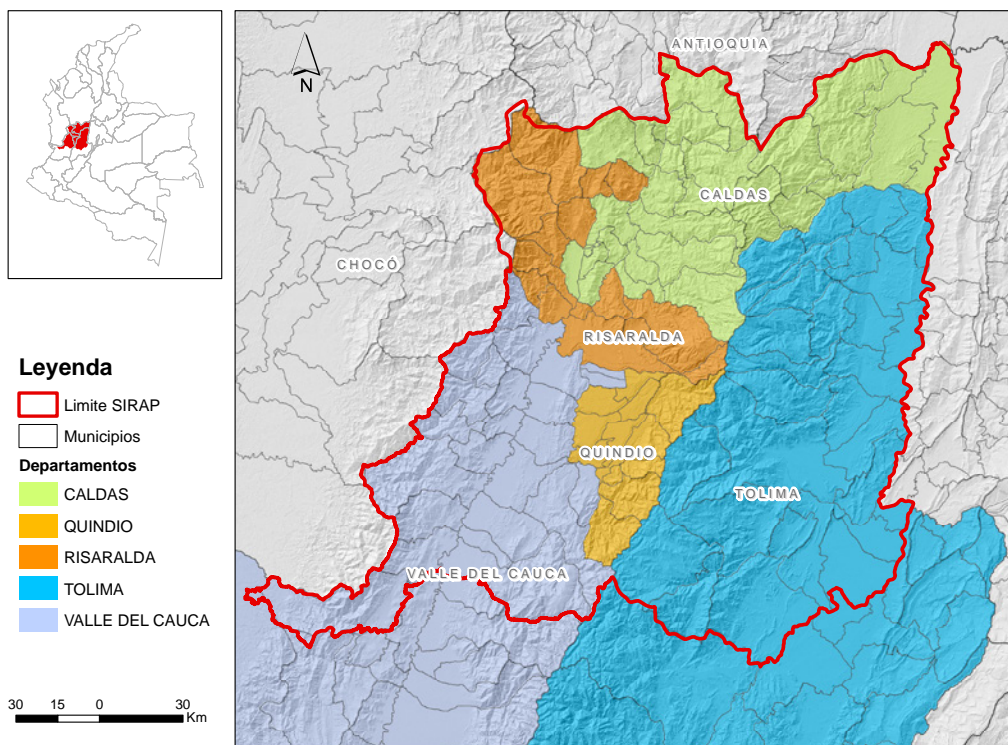 N
ANTIOQUIA
CALDAS
CHOCÓ
RISARALDA
QUINDIO
TOLIMA
VALLE DEL CAUCA
Leyenda
Limite SIRAP
Municipios
Departamentos
CALDAS
QUINDIO
RISARALDA
TOLIMA
VALLE DEL CAUCA
30 15 0 30
Km